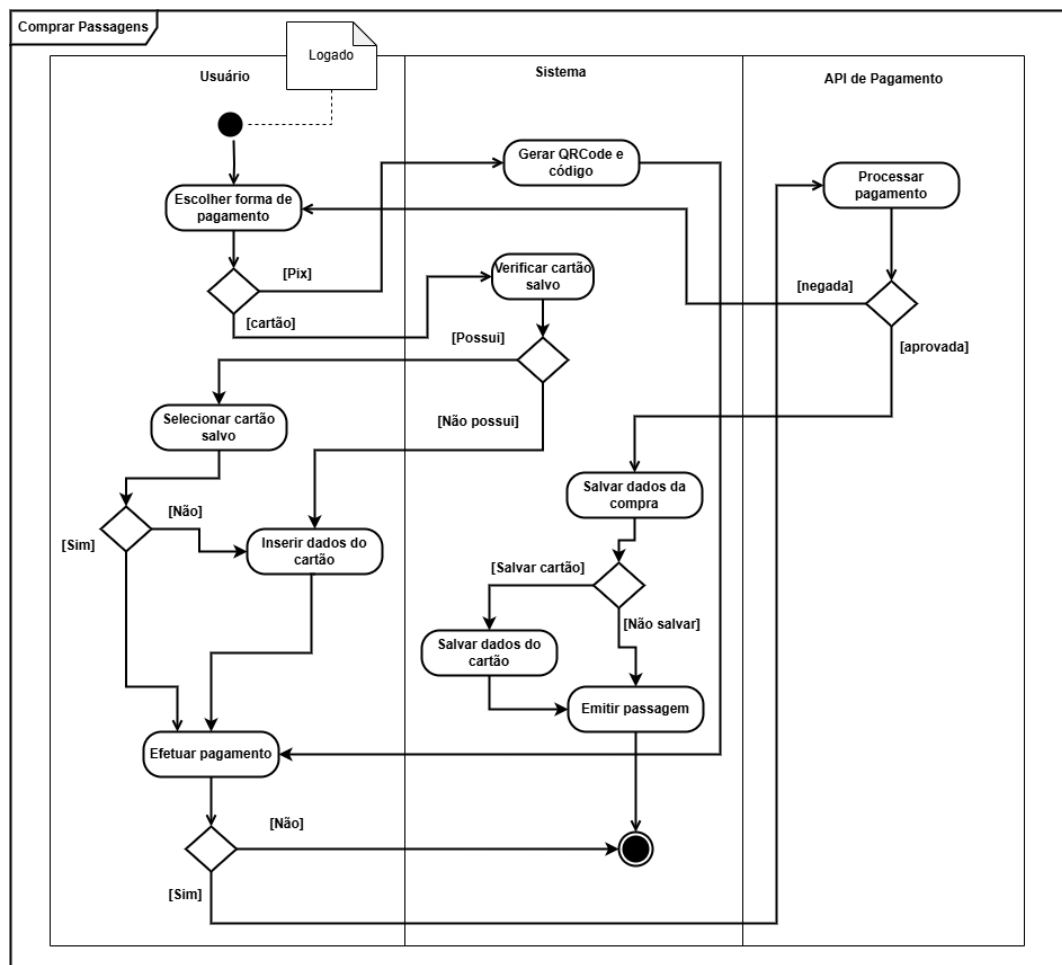 Comprar Passagens
Logado
Usuário
Sistema
API de Pagamento
Gerar QRCode e
código
Processar
pagamento
Escolher forma de
pagamento
[Pix]
Verificar cartão
salvo
[negada]
[cartão]
[Possui]
[aprovada]
Selecionar cartão
salvo
[Não possui]
Salvar dados da
compra
[Não]
[Sim]
Inserir dados do
cartão
[Salvar cartão]
[Não salvar]
Salvar dados do
cartão
Emitir passagem
Efetuar pagamento
[Não]
[Sim]